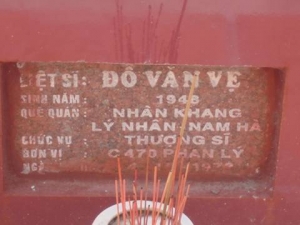 LIỆT SĨ: ĐỖ VĂN VẸ
SINH NĂM: 1948
QUÊ QUÁN: NHÂN KHANG
LÝ NHÂN-NAM HÀ
CHỨC VỤ: THƯỢNG SĨ
ĐƠN VỊ: C470 PHAN LÝ